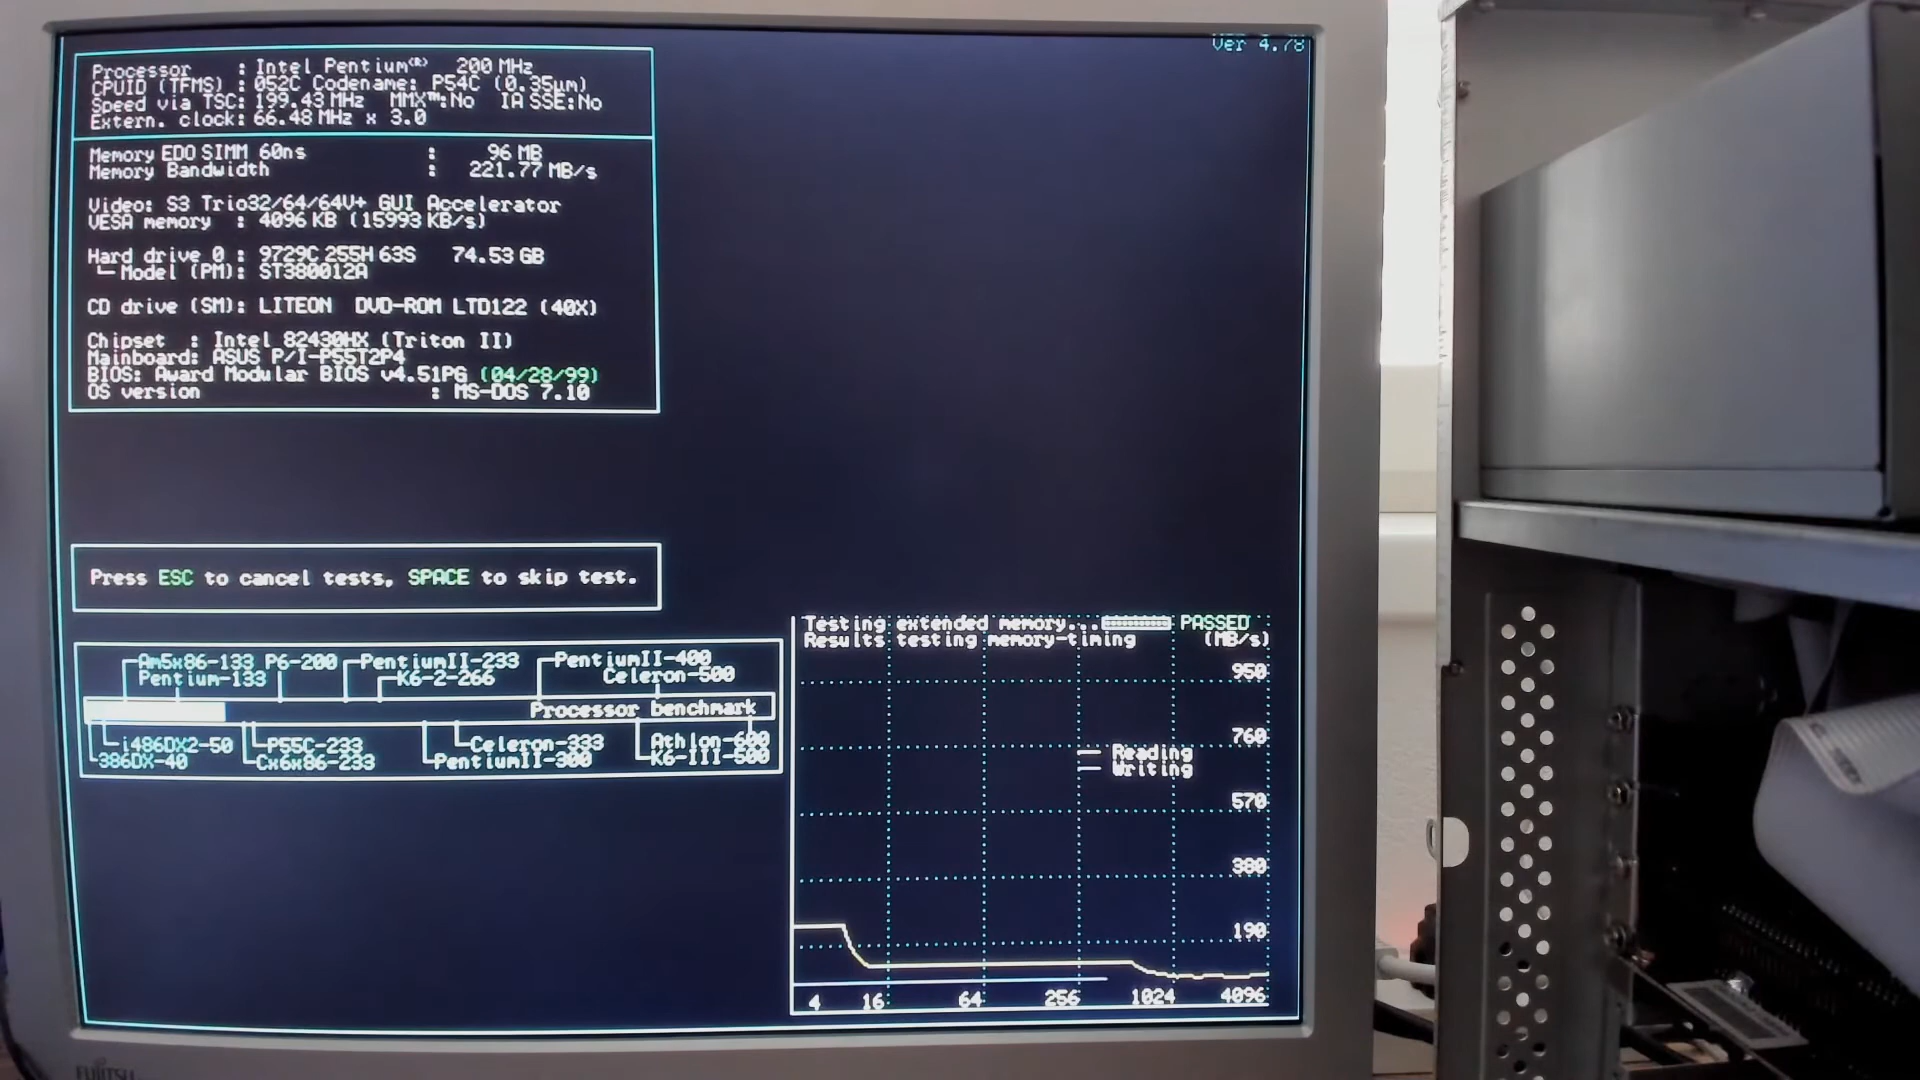 Ver 4.78
Processor : Intel Pentium(R) 200 MHz
CPUID (TFMS) : 052C Codename: P54C (0.35µm)
Speed via TSC: 199.43 MHz MMX™:No IA SSE:No
Extern. clock: 66.48 MHz x 3.0
Memory EDO SIMM 60ns : 96 MB
Memory Bandwidth : 221.77 MB/s
Video: S3 Trio32/64/64V+ GUI Accelerator
VESA memory : 4096 KB (15993 KB/s)
Hard drive 0 : 9729C 255H 63S 74.53 GB
Model (PM): ST380012A
CD drive (SM): LITEON DVD-ROM LTD122 (40X)
Chipset : Intel 82430HX (Triton II)
Mainboard: ASUS P/I-P55T2P4
BIOS: Award Modular BIOS v4.51PG (04/28/99)
OS version : MS-DOS 7.10
Press ESC to cancel tests, SPACE to skip test.
Am5x86-133 P6-200 PentiumII-233 PentiumII-400
Pentium-133 K6-2-266 Celeron-500
Processor benchmark
i486DX2-50 P55C-233 Celeron-333 Athlon-600
386DX-40 Cx6x86-233 PentiumII-300 K6-III-500
Testing extended memory... PASSED
Results testing memory-timing (MB/s)
950
760
Reading
Writing
570
380
190
4 16 64 256 1024 4096
FUJITSU